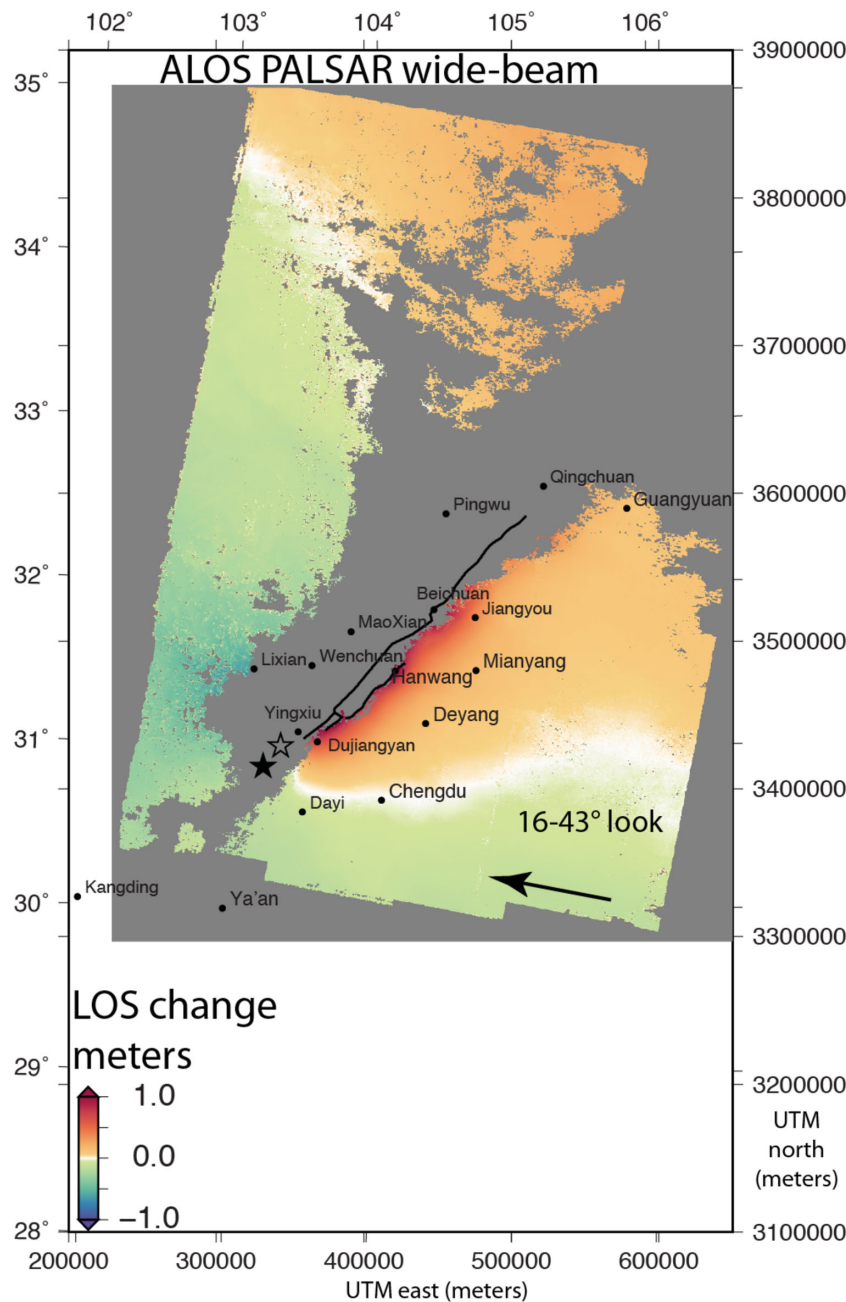 102˚ 103˚ 104˚ 105˚ 106˚
ALOS PALSAR wide-beam
35˚
34˚
33˚
32˚
31˚
30˚
29˚
28˚
3900000
3800000
3700000
3600000
3500000
3400000
3300000
3200000
3100000
Qingchuan
Guangyuan
Pingwu
Beichuan
Jiangyou
MaoXian
Wenchuan
Lixian
Mianyang
Hanwang
Yingxiu
Deyang
Dujiangyan
Chengdu
Dayi
16-43° look
Kangding
Ya'an
LOS change
meters
1.0
0.0
−1.0
UTM
north
(meters)
200000 300000 400000 500000 600000
UTM east (meters)